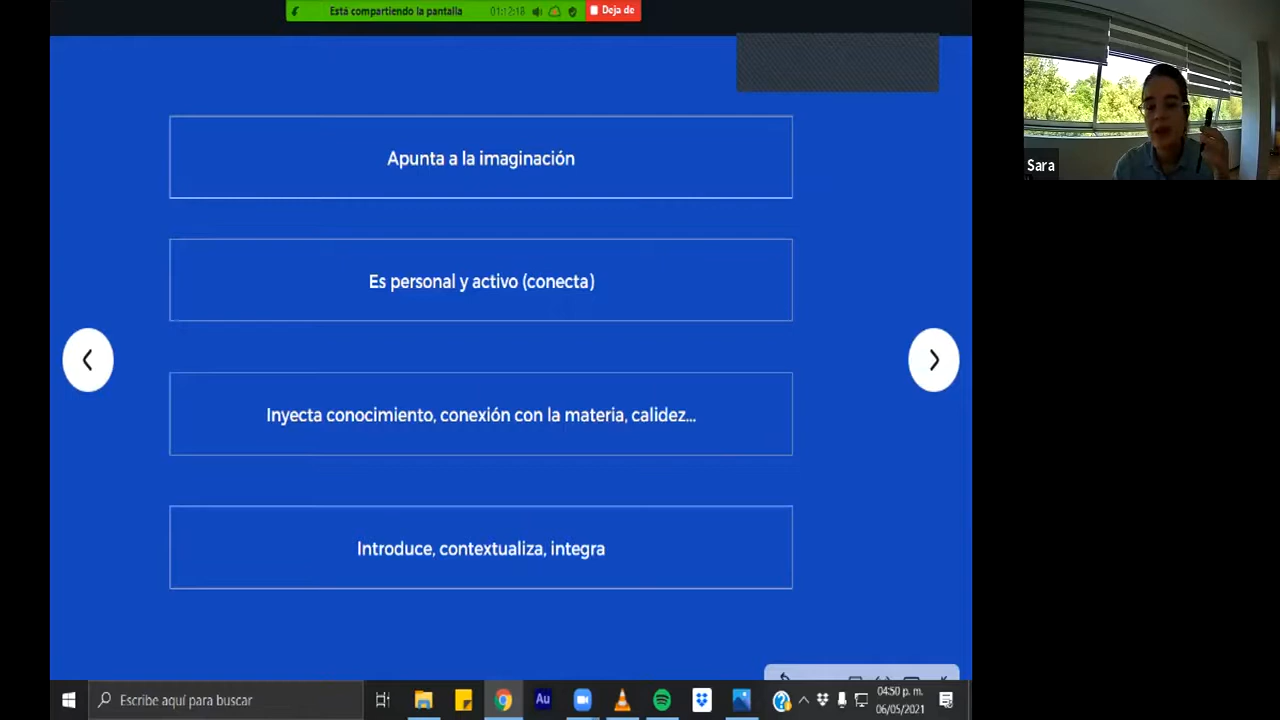 Está compartiendo la pantalla
01:12:18
Deja de
Sara
Apunta a la imaginación
Es personal y activo (conecta)
Inyecta conocimiento, conexión con la materia, calidez...
Introduce, contextualiza, integra
Escribe aquí para buscar
Au
04:50 p. m.
06/05/2021